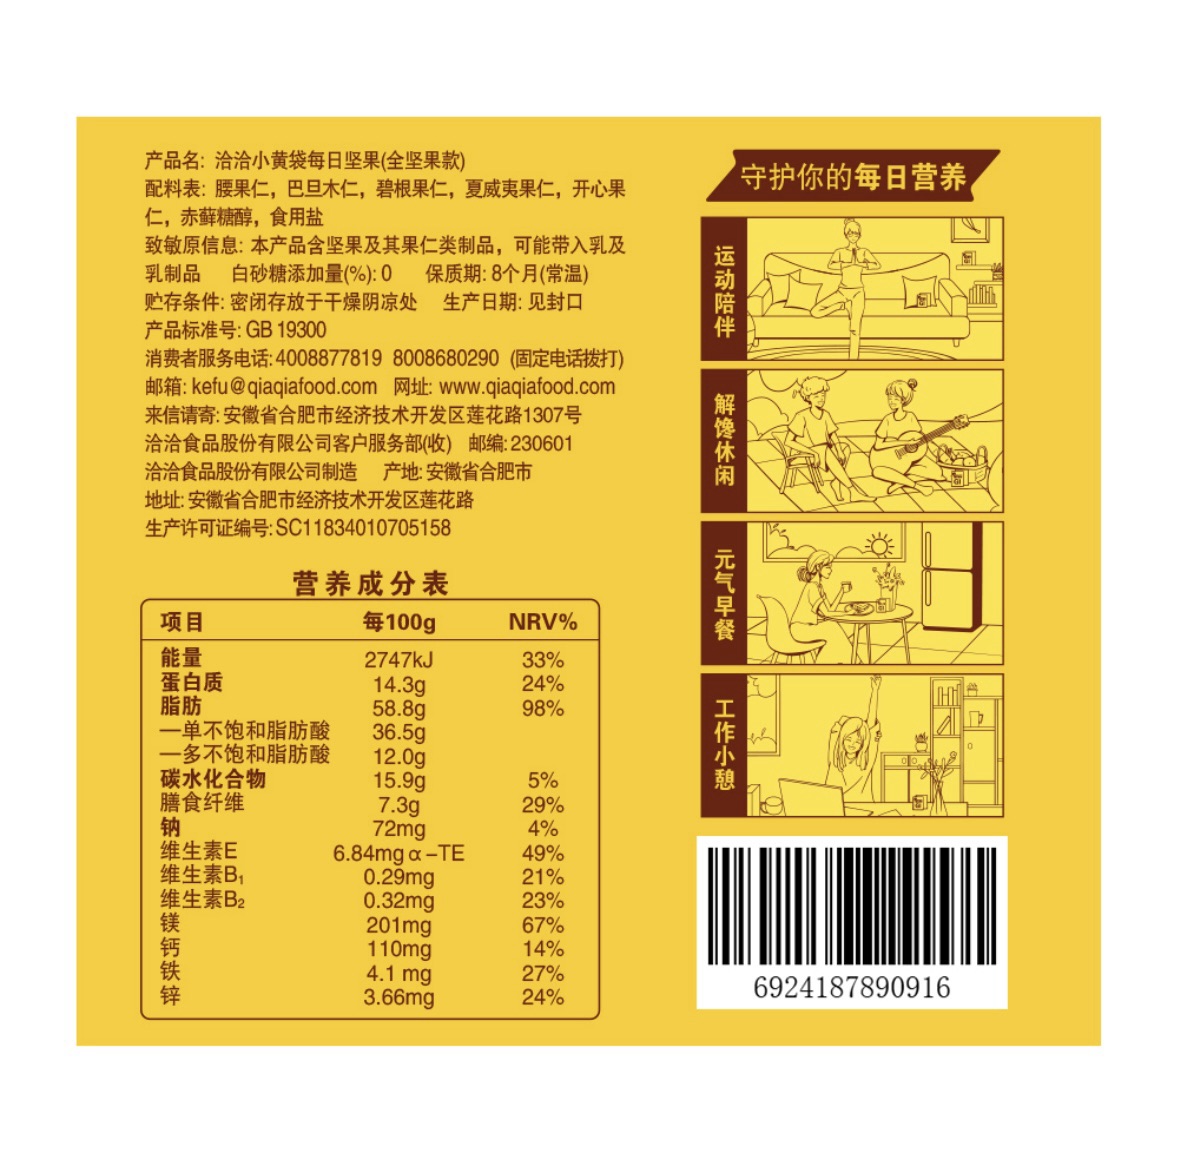 产品名: 洽洽小黄袋每日坚果(全坚果款)
配料表: 腰果仁，巴旦木仁，碧根果仁，夏威夷果仁，开心果
仁，赤藓糖醇，食用盐
致敏原信息: 本产品含坚果及其果仁类制品，可能带入乳及
乳制品 白砂糖添加量(%): 0 保质期: 8个月(常温)
贮存条件: 密闭存放于干燥阴凉处 生产日期: 见封口
产品标准号: GB 19300
消费者服务电话: 4008877819 8008680290 (固定电话拨打)
邮箱: kefu@qiaqiafood.com 网址: www.qiaqiafood.com
来信请寄: 安徽省合肥市经济技术开发区莲花路1307号
洽洽食品股份有限公司客户服务部(收) 邮编: 230601
洽洽食品股份有限公司制造 产地: 安徽省合肥市
地址: 安徽省合肥市经济技术开发区莲花路
生产许可证编号: SC11834010705158
营养成分表
项目 每100g NRV%
能量 2747kJ 33%
蛋白质 14.3g 24%
脂肪 58.8g 98%
—单不饱和脂肪酸 36.5g
—多不饱和脂肪酸 12.0g
碳水化合物 15.9g 5%
膳食纤维 7.3g 29%
钠 72mg 4%
维生素E 6.84mg α-TE 49%
维生素B₁ 0.29mg 21%
维生素B₂ 0.32mg 23%
镁 201mg 67%
钙 110mg 14%
铁 4.1 mg 27%
锌 3.66mg 24%
守护你的每日营养
运动陪伴
解馋休闲
元气早餐
工作小憩
6924187890916